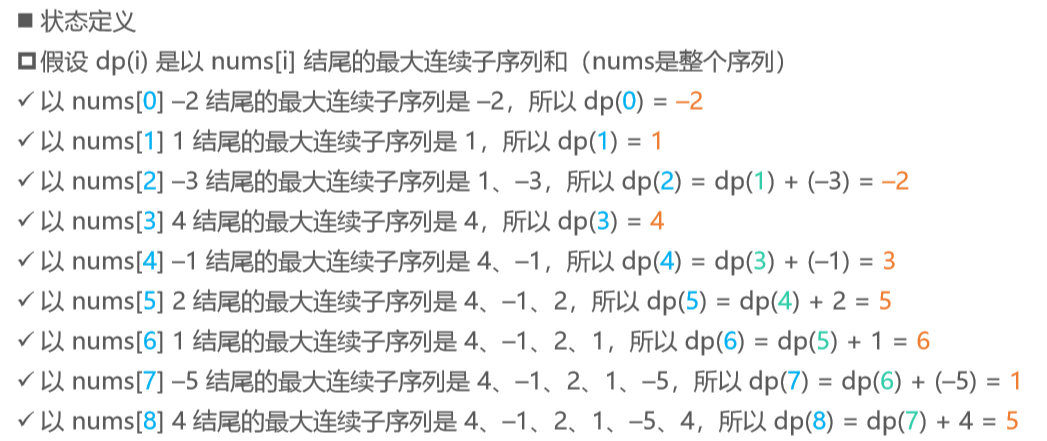 ■ 状态定义
假设 dp(i) 是以 nums[i] 结尾的最大连续子序列和（nums是整个序列）
✓ 以 nums[0] –2 结尾的最大连续子序列是 –2，所以 dp(0) = –2
✓ 以 nums[1] 1 结尾的最大连续子序列是 1，所以 dp(1) = 1
✓ 以 nums[2] –3 结尾的最大连续子序列是 1、–3，所以 dp(2) = dp(1) + (–3) = –2
✓ 以 nums[3] 4 结尾的最大连续子序列是 4，所以 dp(3) = 4
✓ 以 nums[4] –1 结尾的最大连续子序列是 4、–1，所以 dp(4) = dp(3) + (–1) = 3
✓ 以 nums[5] 2 结尾的最大连续子序列是 4、–1、2，所以 dp(5) = dp(4) + 2 = 5
✓ 以 nums[6] 1 结尾的最大连续子序列是 4、–1、2、1，所以 dp(6) = dp(5) + 1 = 6
✓ 以 nums[7] –5 结尾的最大连续子序列是 4、–1、2、1、–5，所以 dp(7) = dp(6) + (–5) = 1
✓ 以 nums[8] 4 结尾的最大连续子序列是 4、–1、2、1、–5、4，所以 dp(8) = dp(7) + 4 = 5